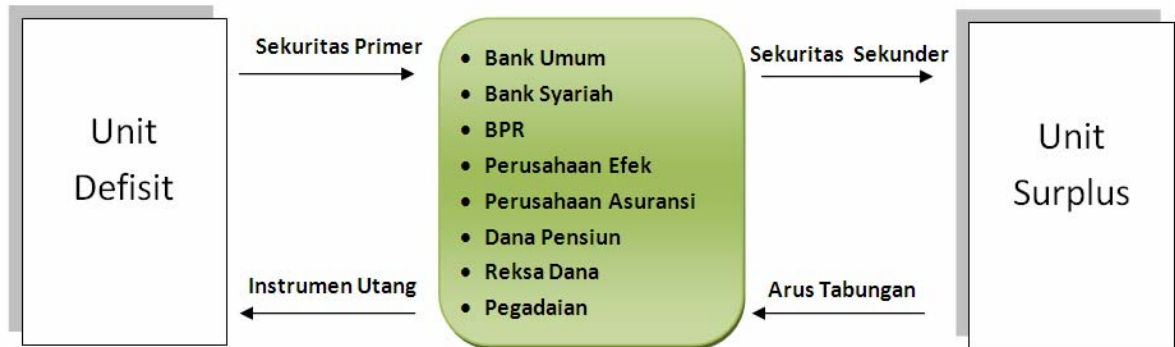 Unit
Defisit
Sekuritas Primer
Instrumen Utang
• Bank Umum
• Bank Syariah
• BPR
• Perusahaan Efek
• Perusahaan Asuransi
• Dana Pensiun
• Reksa Dana
• Pegadaian
Sekuritas Sekunder
Arus Tabungan
Unit
Surplus